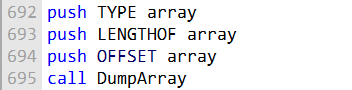 692 push TYPE array
693 push LENGTHOF array
694 push OFFSET array
695 call DumpArray